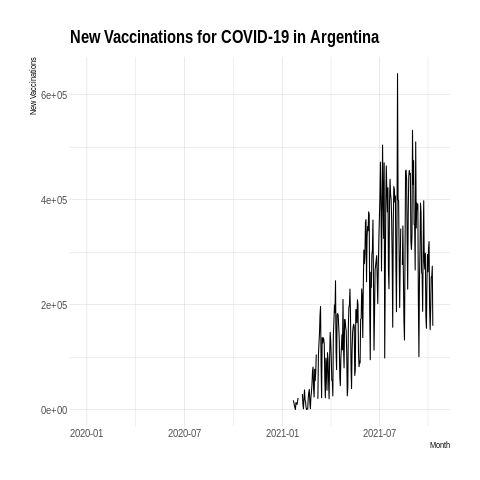 New Vaccinations for COVID-19 in Argentina
New Vaccinations
6e+05
4e+05
2e+05
0e+00
2020-01 2020-07 2021-01 2021-07
Month